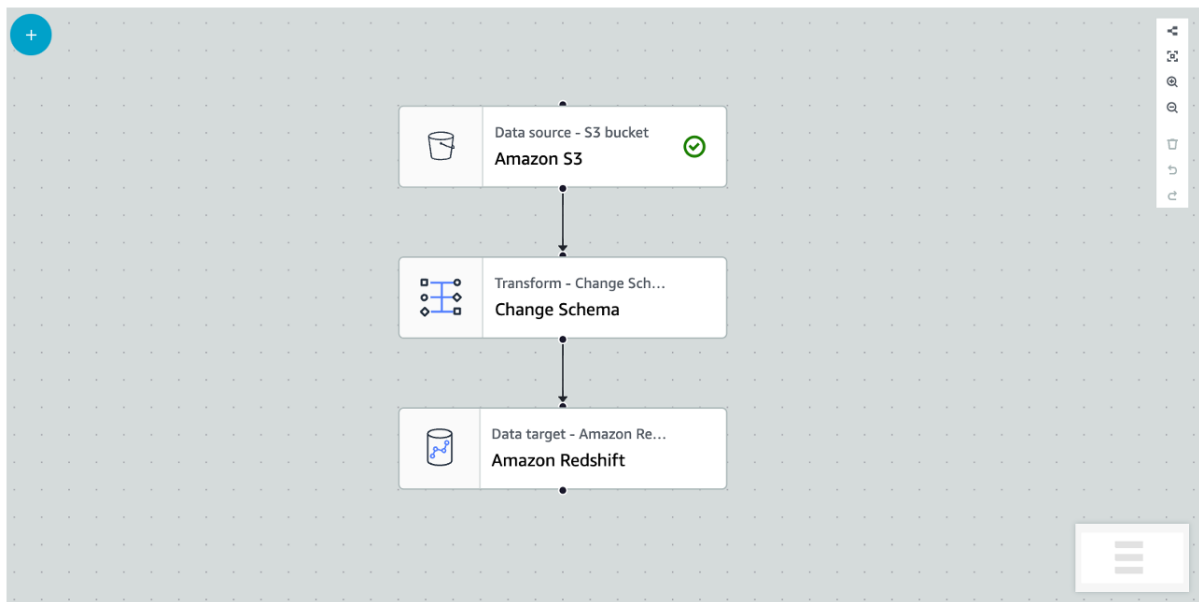 Data source - S3 bucket
Amazon S3
Transform - Change Sch...
Change Schema
Data target - Amazon Re...
Amazon Redshift